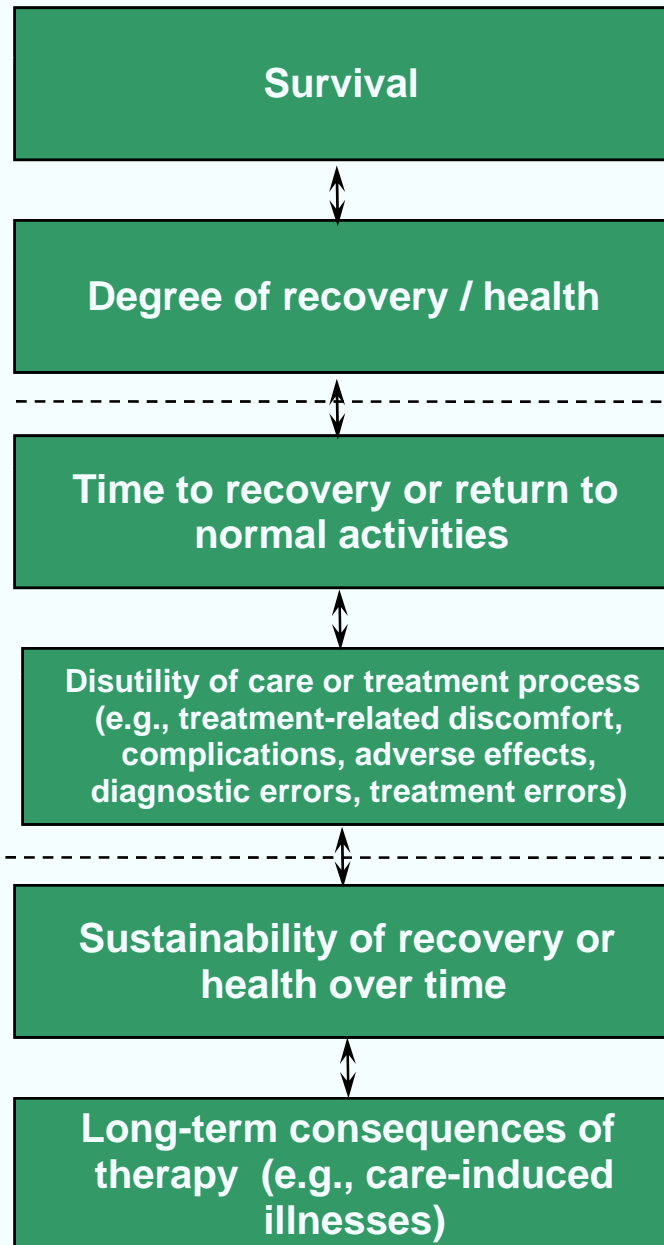 Survival
Degree of recovery / health
Time to recovery or return to
normal activities
Disutility of care or treatment process
(e.g., treatment-related discomfort,
complications, adverse effects,
diagnostic errors, treatment errors)
Sustainability of recovery or
health over time
Long-term consequences of
therapy (e.g., care-induced
illnesses)